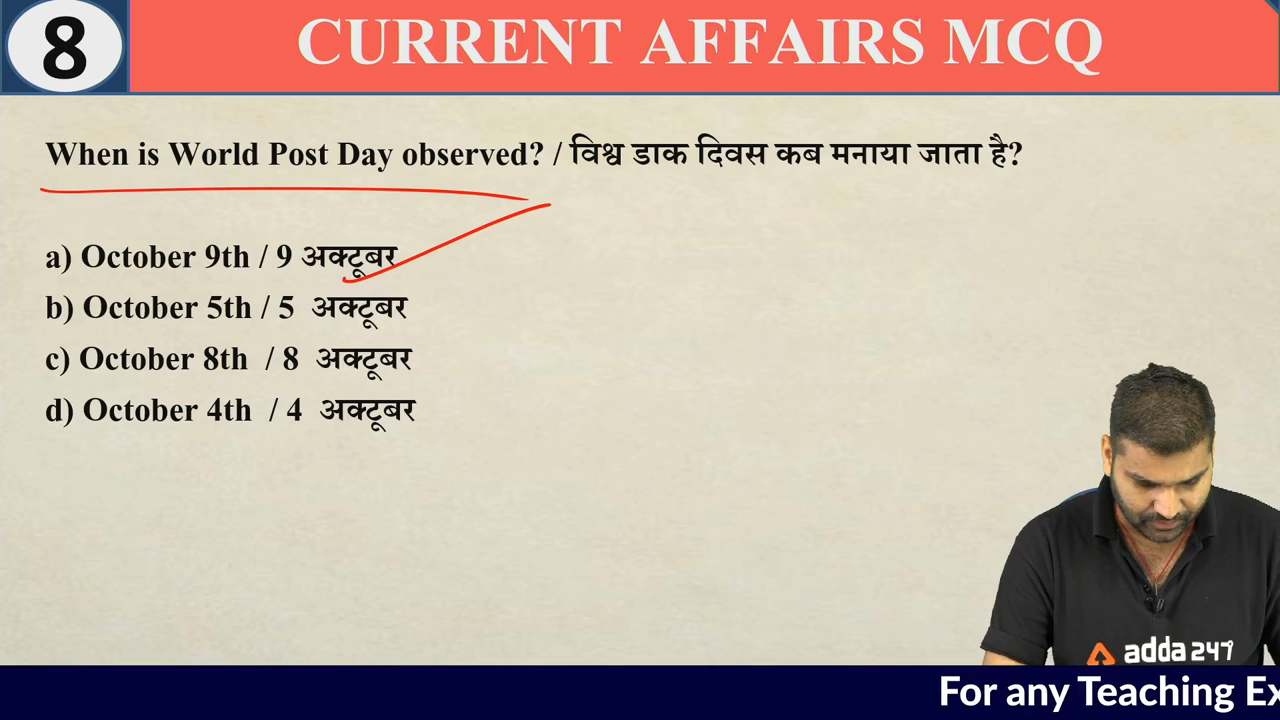 8
CURRENT AFFAIRS MCQ
When is World Post Day observed? / विश्व डाक दिवस कब मनाया जाता है?
a) October 9th / 9 अक्टूबर
b) October 5th / 5 अक्टूबर
c) October 8th / 8 अक्टूबर
d) October 4th / 4 अक्टूबर
adda 247
For any Teaching Ex